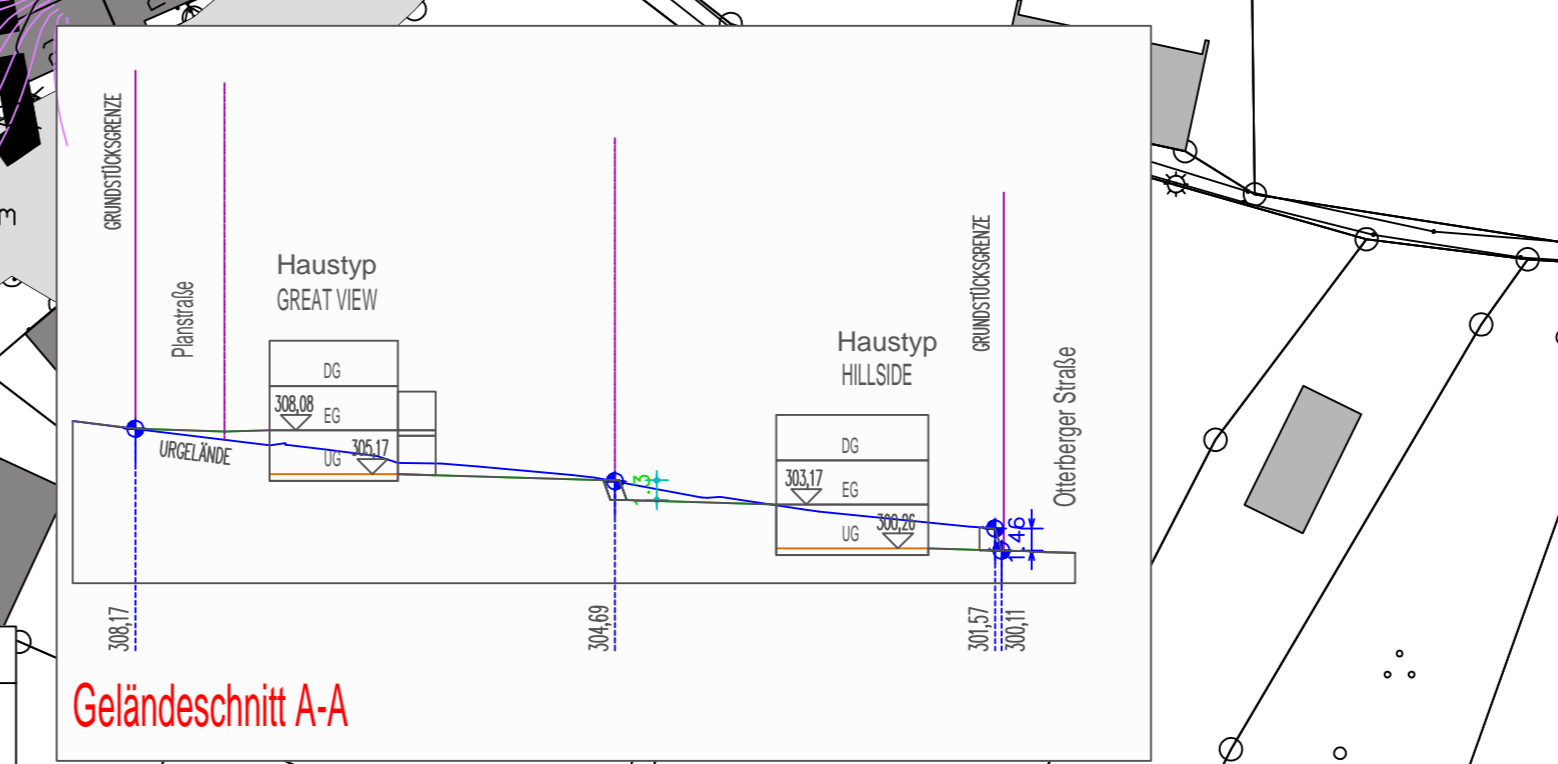 GRUNDSTÜCKSGRENZE
Planstraße
Haustyp
GREAT VIEW
DG
308,08
EG
305,17
UG
URGELÄNDE
GRUNDSTÜCKSGRENZE
Haustyp
HILLSIDE
DG
303,17
EG
300,26
UG
Otterberger Straße
1.46
308,17
304,69
301,57
300,11
Geländeschnitt A-A
m